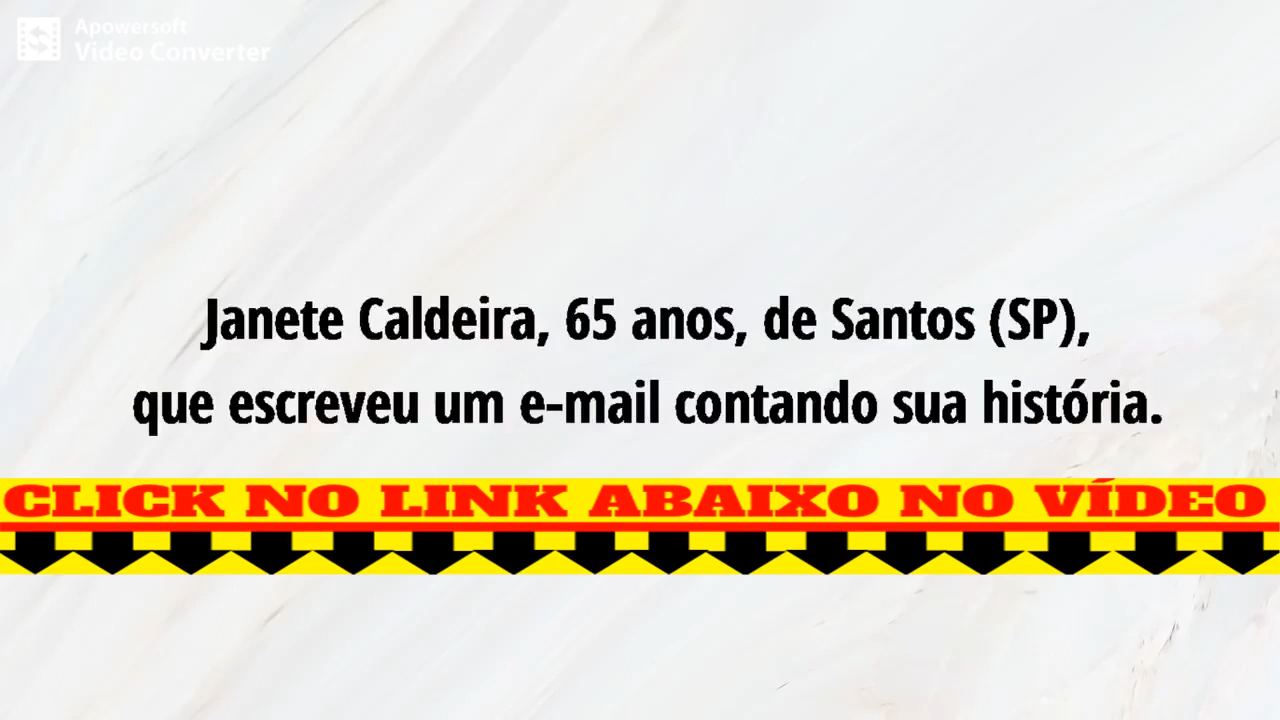 Apowersoft
Video Converter
Janete Caldeira, 65 anos, de Santos (SP),
que escreveu um e-mail contando sua história.
CLICK NO LINK ABAIXO NO VÍDEO